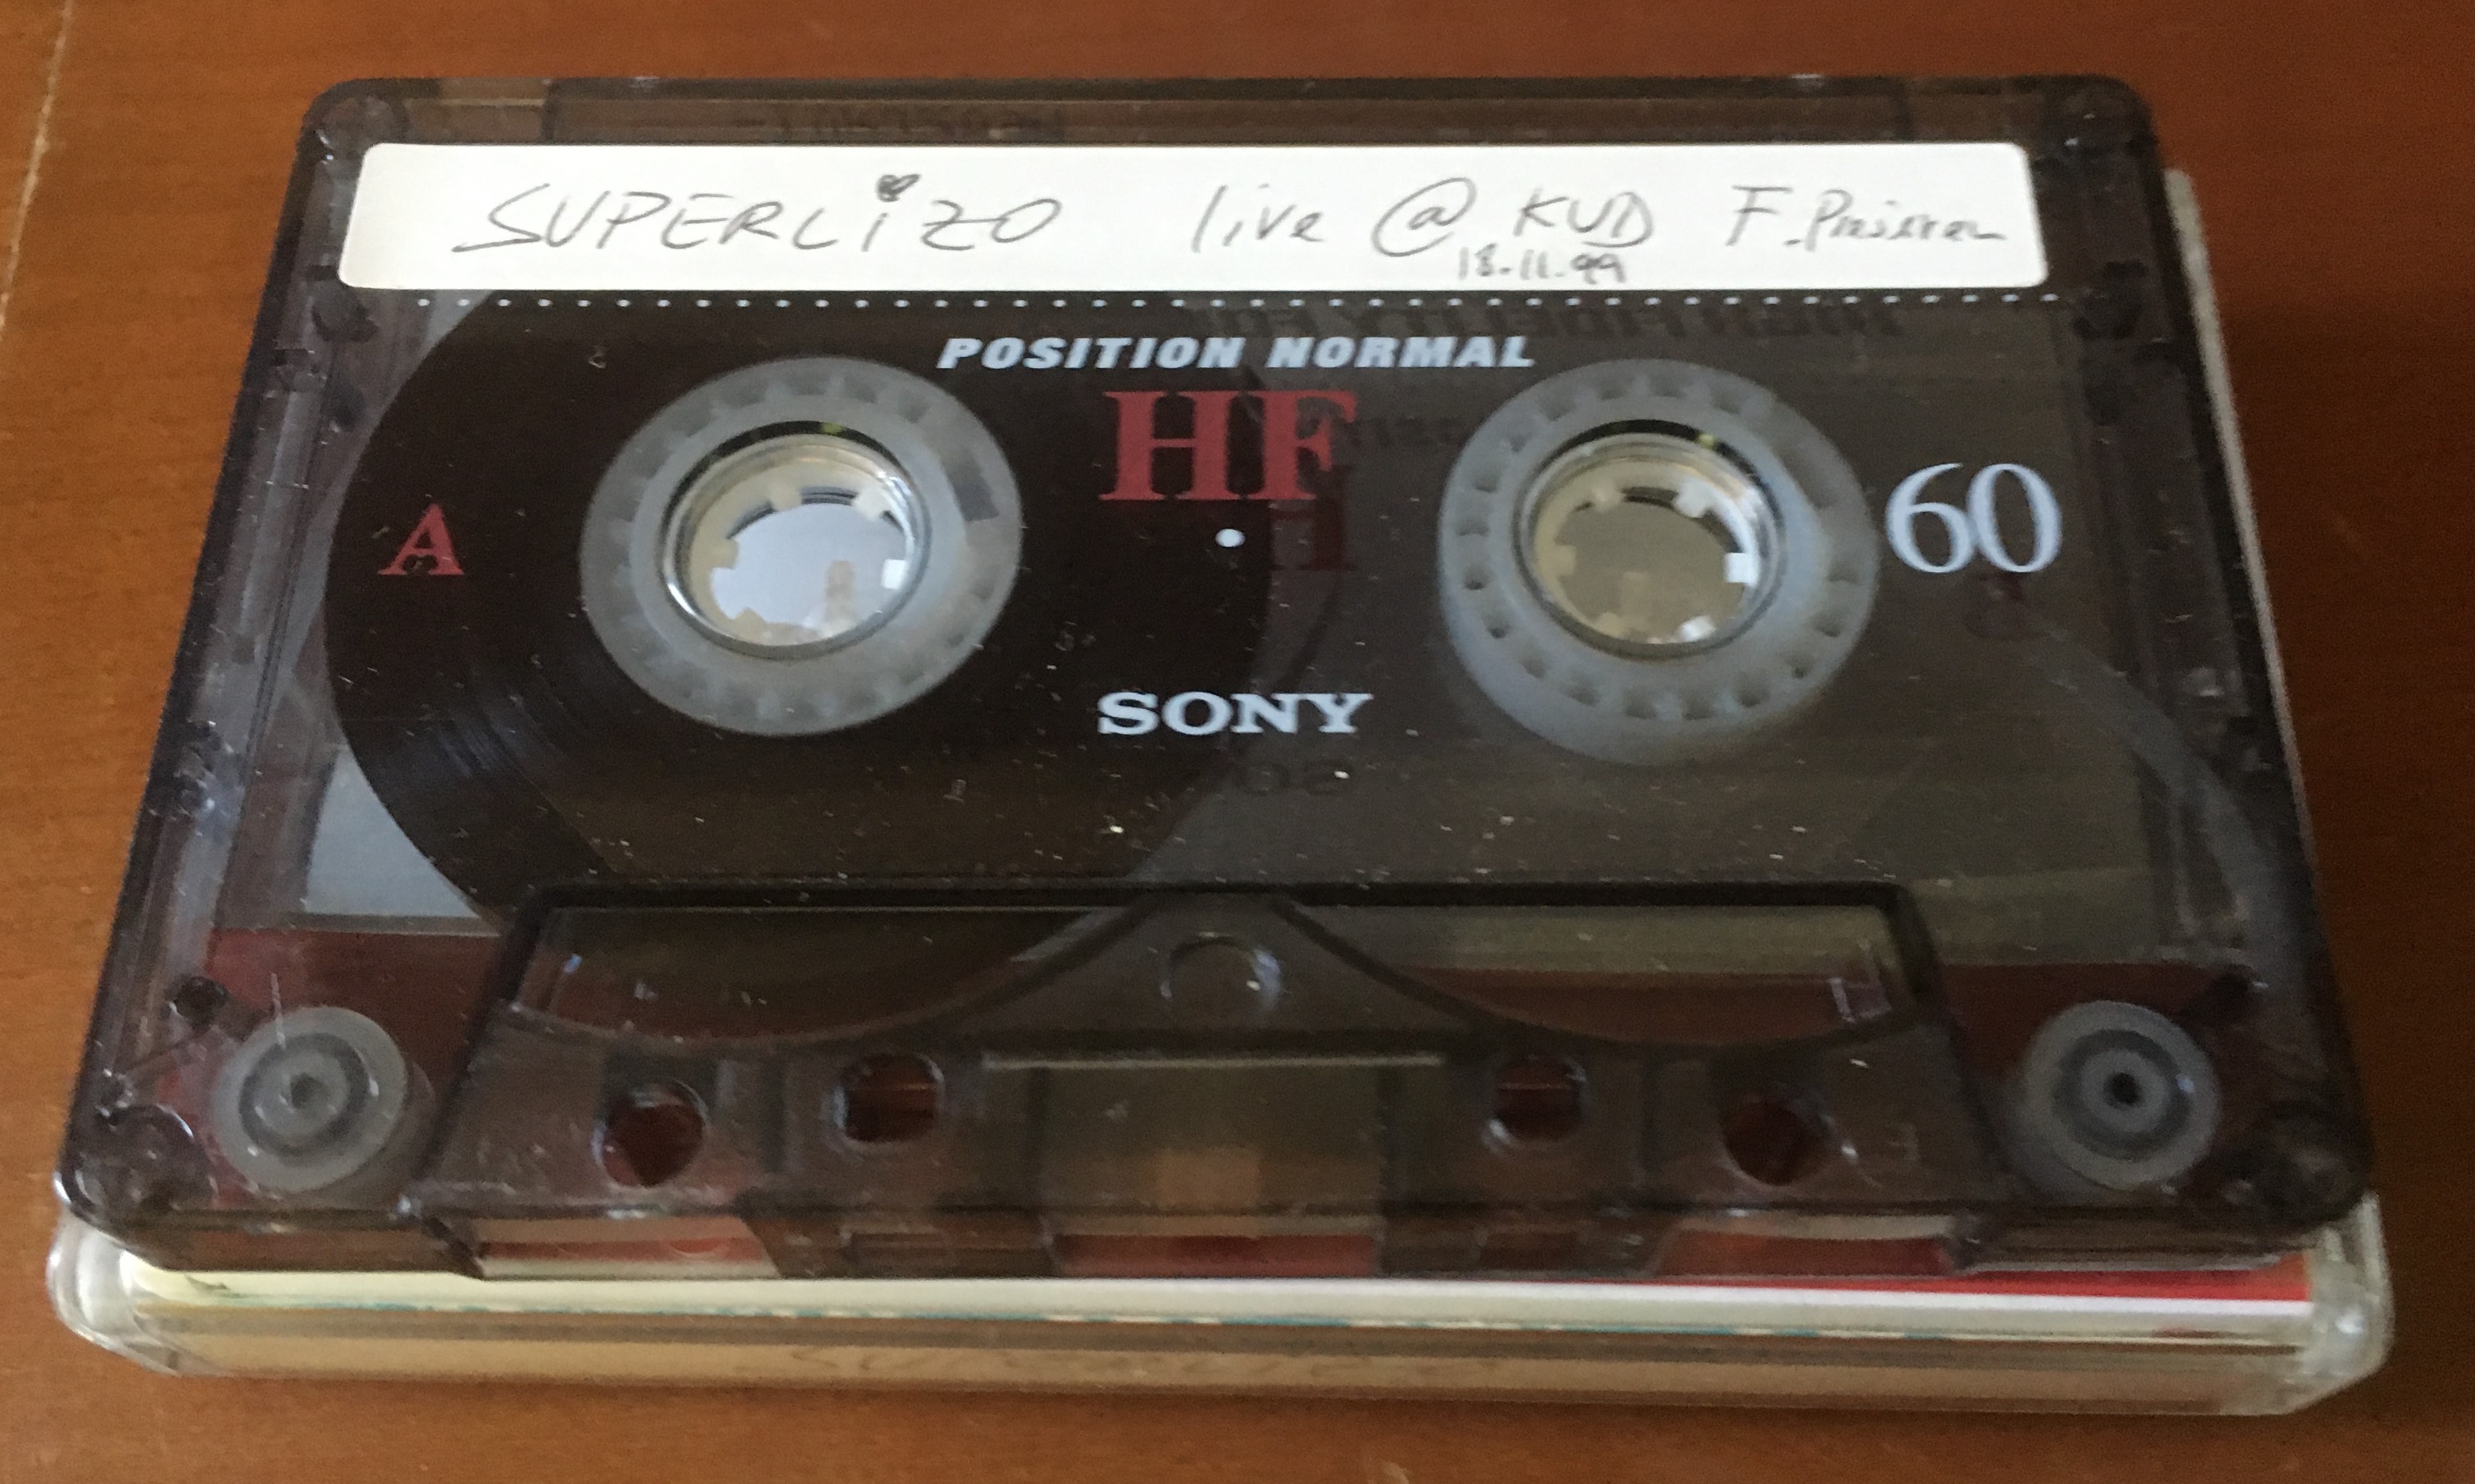 SUPERLiZO live @ KUD F. Prešeren
18.11.99
POSITION NORMAL
HF
A
60
SONY